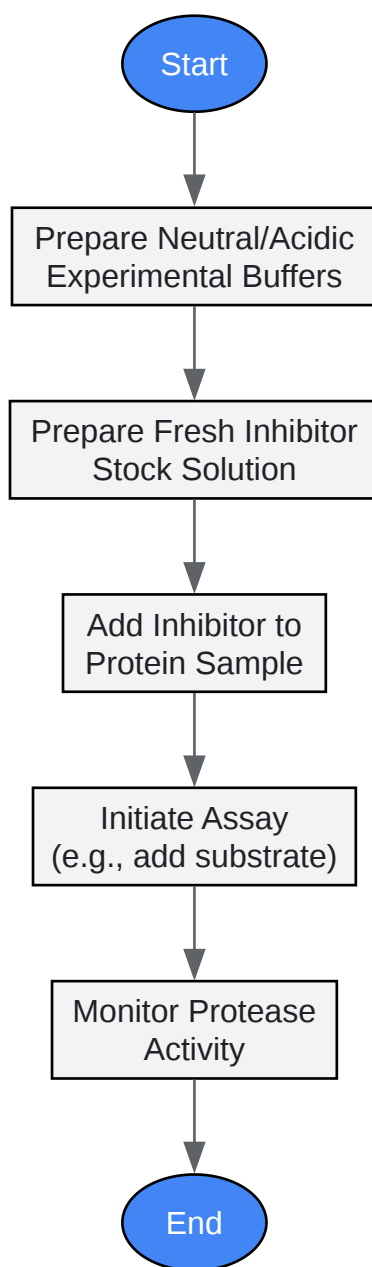 Start
Prepare Neutral/Acidic
Experimental Buffers
Prepare Fresh Inhibitor
Stock Solution
Add Inhibitor to
Protein Sample
Initiate Assay
(e.g., add substrate)
Monitor Protease
Activity
End